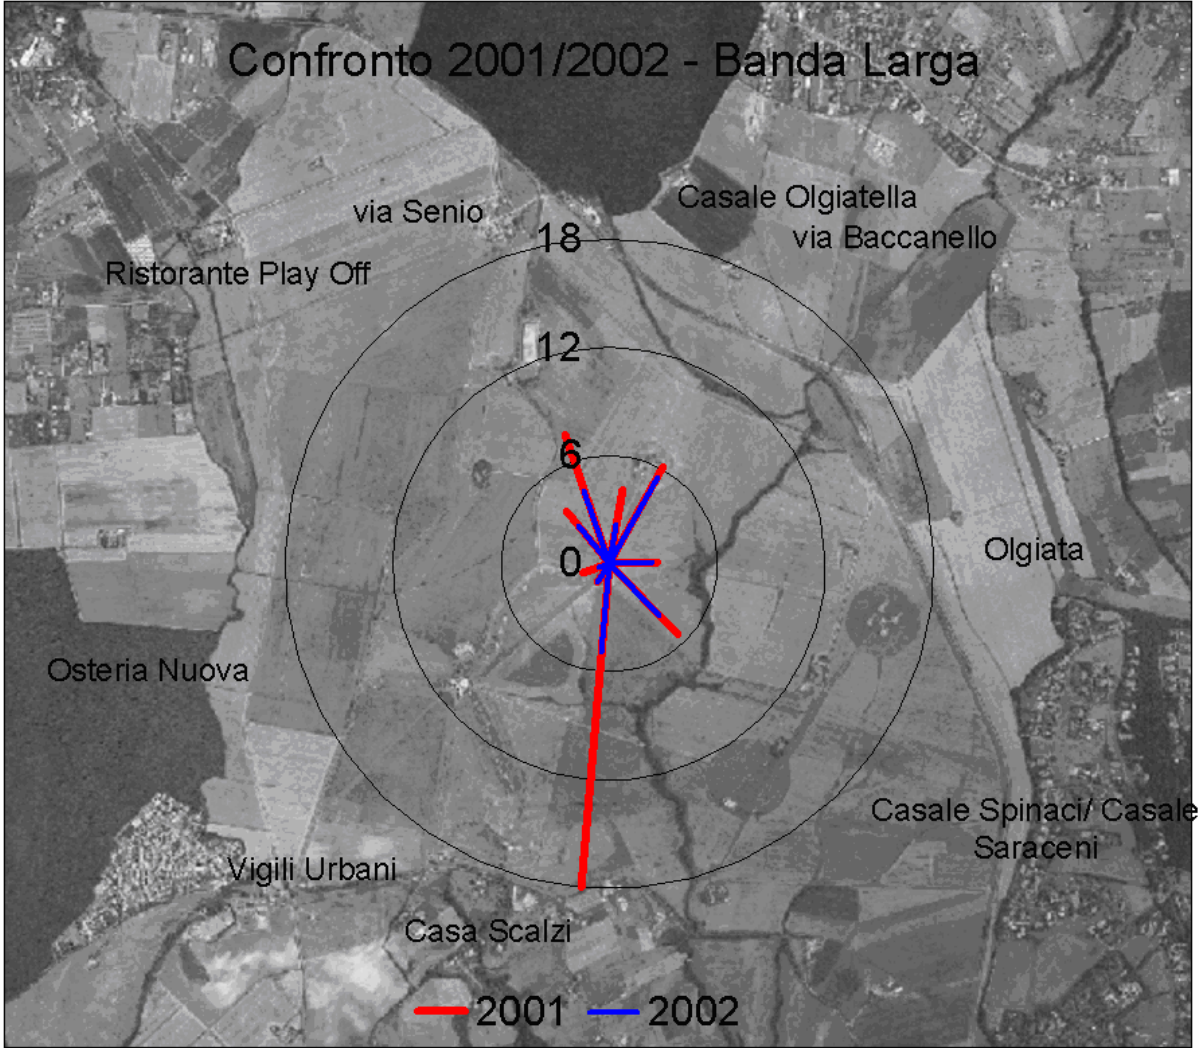 Confronto 2001/2002 - Banda Larga
Casale Olgiatella
via Senio
via Baccanello
18
Ristorante Play Off
12
6
Olgiata
0
Osteria Nuova
Casale Spinaci/ Casale
Saraceni
Vigili Urbani
Casa Scalzi
2001 2002